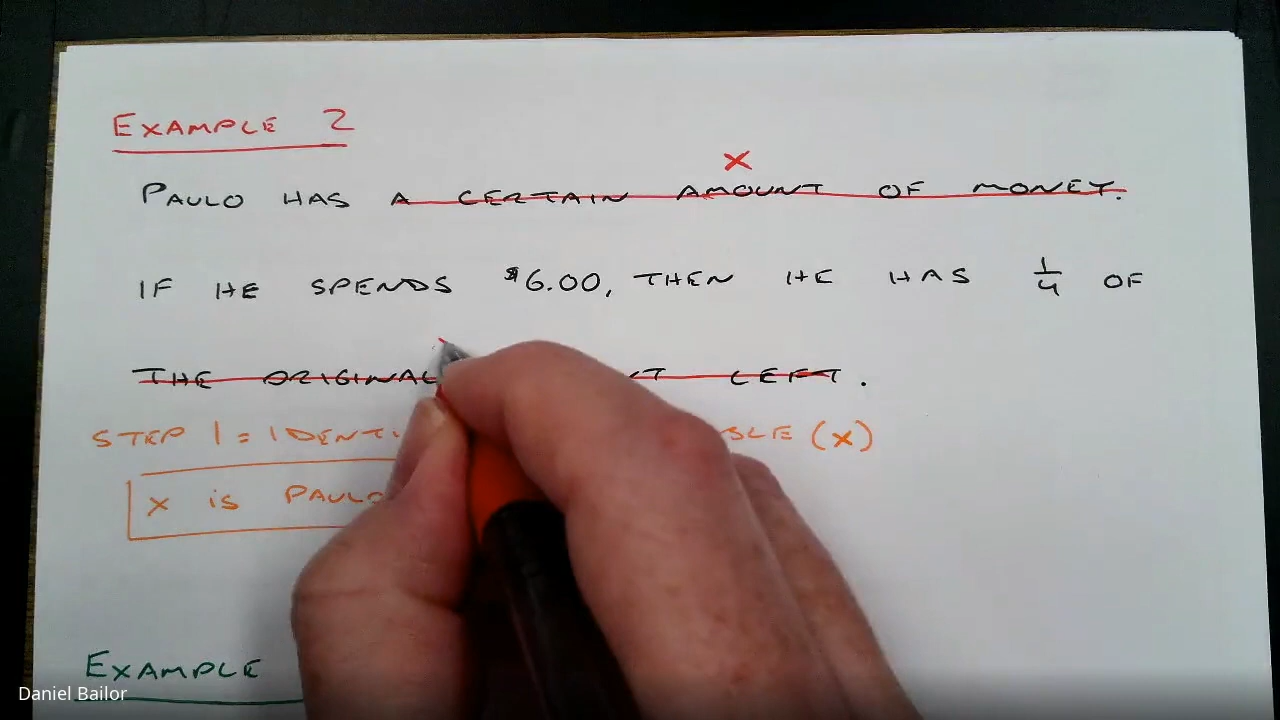 EXAMPLE 2
x
PAULO HAS A CERTAIN AMOUNT OF MONEY.
IF HE SPENDS $6.00, THEN HE HAS 1/4 OF
THE ORIGINAL LEFT.
STEP 1 = (x)
x is PAULO
EXAMPLE
Daniel Bailor